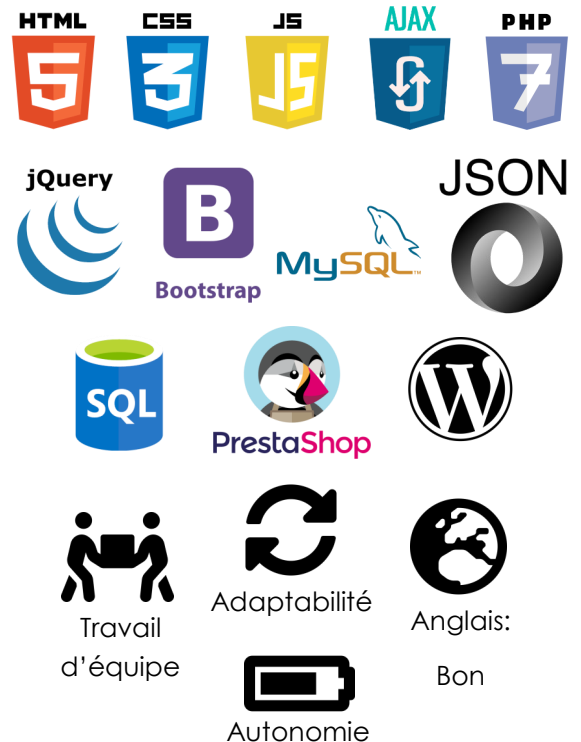 HTML CSS JS AJAX PHP
5 3 JS 7
jQuery
JSON
B
MySQL™
Bootstrap
SQL
W
PrestaShop
Adaptabilité
Travail
d'équipe
Anglais:
Bon
Autonomie